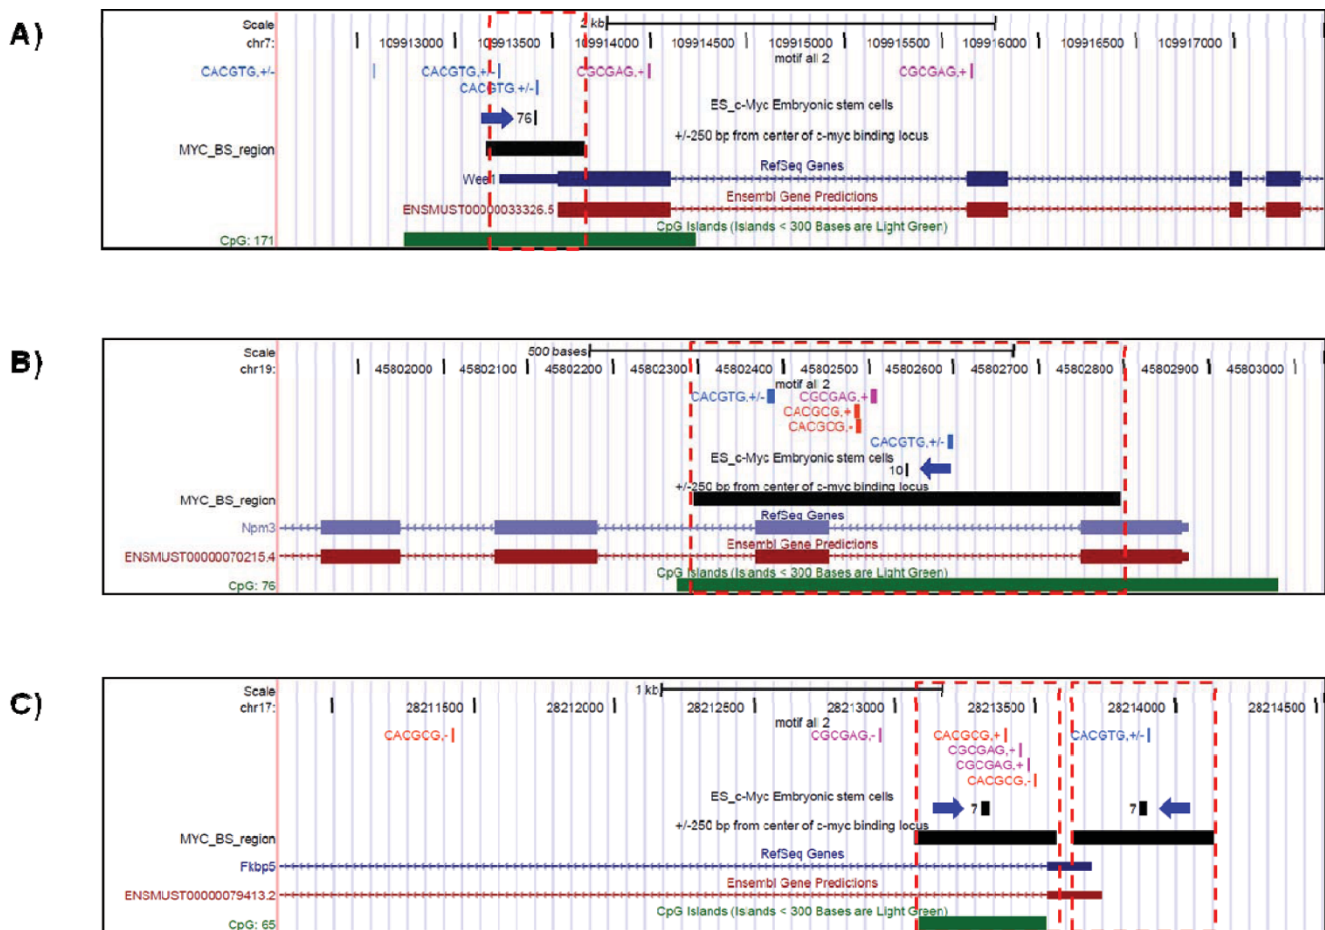 A)
Scale 2 kb
chr7: 109913000 109913500 109914000 109914500 109915000 109915500 109916000 109916500 109917000
motif all 2
CACGTG,+/- CACGTG,+/- CGCGAG,+ CGCGAG,+
CACGTG,+/-
ES_c-Myc Embryonic stem cells
76
+/-250 bp from center of c-myc binding locus
MYC_BS_region
RefSeq Genes
Wee1
Ensembl Gene Predictions
ENSMUST00000033326.5
CpG Islands (Islands < 300 Bases are Light Green)
CpG: 171
B)
Scale 500 bases
chr19: 45802000 45802100 45802200 45802300 45802400 45802500 45802600 45802700 45802800 45802900 45803000
motif all 2
CACGTG,+/- CGCGAG,+
CACGCG,+
CACGCG,-
CACGTG,+/-
ES_c-Myc Embryonic stem cells
10
+/-250 bp from center of c-myc binding locus
MYC_BS_region
RefSeq Genes
Npm3
Ensembl Gene Predictions
ENSMUST00000070215.4
CpG Islands (Islands < 300 Bases are Light Green)
CpG: 76
C)
Scale 1 kb
chr17: 28211500 28212000 28212500 28213000 28213500 28214000 28214500
motif all 2
CACGCG,- CGCGAG,- CACGCG,+ CACGTG,+/-
CGCGAG,+
CGCGAG,+
CACGCG,-
ES_c-Myc Embryonic stem cells
7 7
+/-250 bp from center of c-myc binding locus
MYC_BS_region
RefSeq Genes
Fkbp5
Ensembl Gene Predictions
ENSMUST00000079413.2
CpG Islands (Islands < 300 Bases are Light Green)
CpG: 65